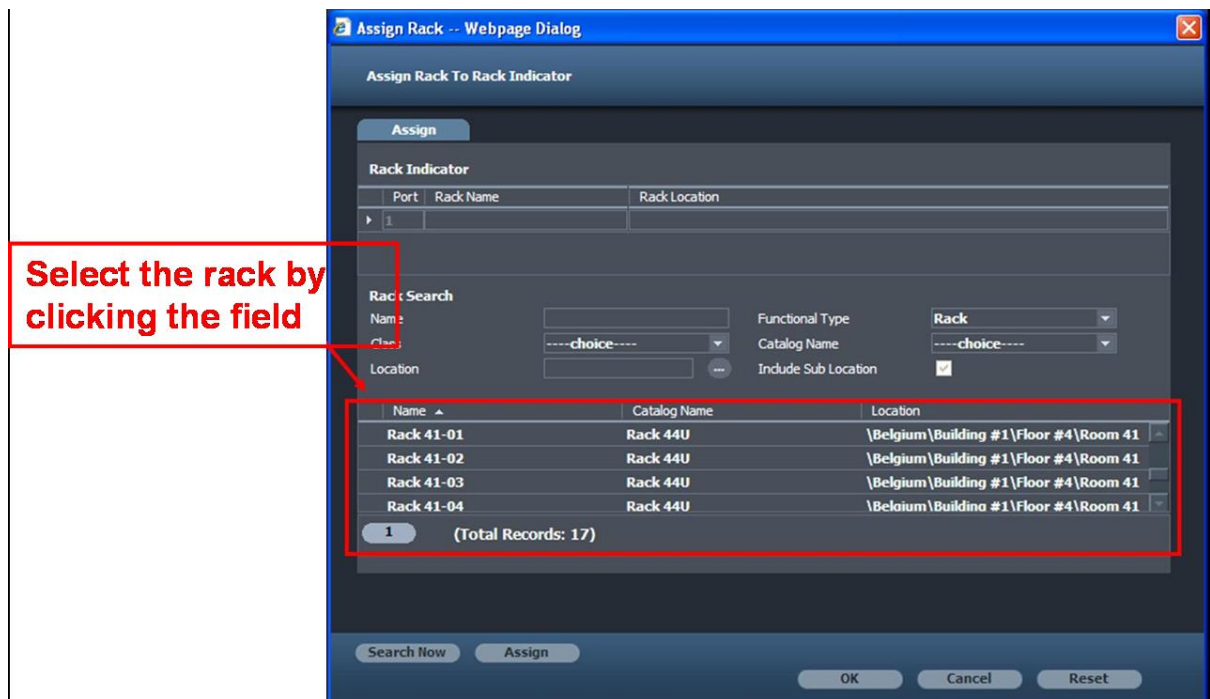 Assign Rack -- Webpage Dialog
Assign Rack To Rack Indicator
Assign
Rack Indicator
Port Rack Name Rack Location
1
Select the rack by
clicking the field
Rack Search
Name Functional Type Rack
Class ----choice---- Catalog Name ----choice----
Location ... Include Sub Location
Name Catalog Name Location
Rack 41-01 Rack 44U \Belgium\Building #1\Floor #4\Room 41
Rack 41-02 Rack 44U \Belgium\Building #1\Floor #4\Room 41
Rack 41-03 Rack 44U \Belgium\Building #1\Floor #4\Room 41
Rack 41-04 Rack 44U \Belgium\Building #1\Floor #4\Room 41
1 (Total Records: 17)
Search Now Assign
OK Cancel Reset